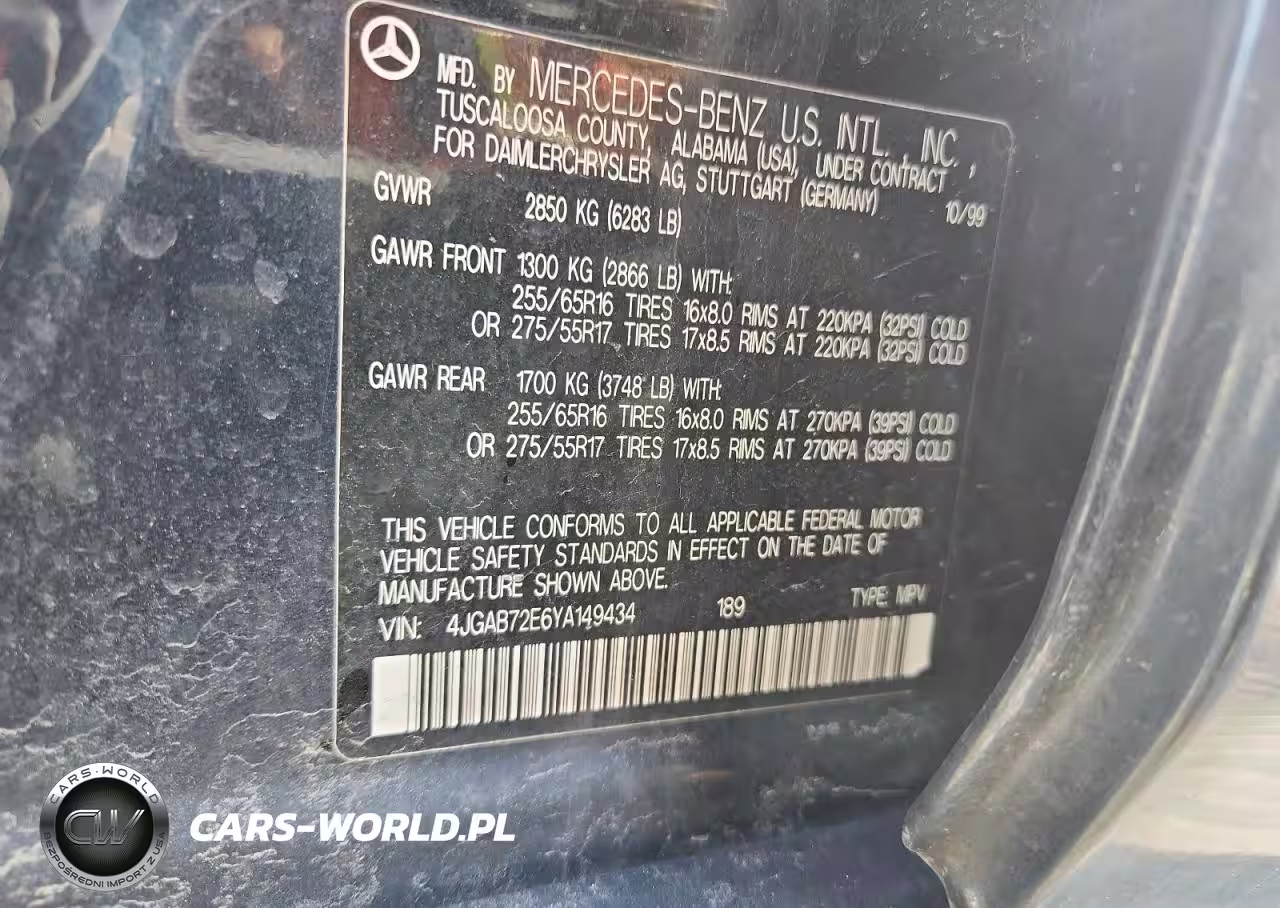 MFD. BY MERCEDES-BENZ U.S. INTL., INC.,
TUSCALOOSA COUNTY, ALABAMA (USA), UNDER CONTRACT
FOR DAIMLERCHRYSLER AG, STUTTGART (GERMANY) 10/99
GVWR 2850 KG (6283 LB)
GAWR FRONT 1300 KG (2866 LB) WITH:
255/65R16 TIRES 16x8.0 RIMS AT 220KPA (32PSI) COLD
OR 275/55R17 TIRES 17x8.5 RIMS AT 220KPA (32PSI) COLD
GAWR REAR 1700 KG (3748 LB) WITH:
255/65R16 TIRES 16x8.0 RIMS AT 270KPA (39PSI) COLD
OR 275/55R17 TIRES 17x8.5 RIMS AT 270KPA (39PSI) COLD
THIS VEHICLE CONFORMS TO ALL APPLICABLE FEDERAL MOTOR
VEHICLE SAFETY STANDARDS IN EFFECT ON THE DATE OF
MANUFACTURE SHOWN ABOVE.
VIN: 4JGAB72E6YA149434 189 TYPE: MPV
CARS-WORLD
CW
BEZPOŚREDNI IMPORT Z USA
CARS-WORLD.PL